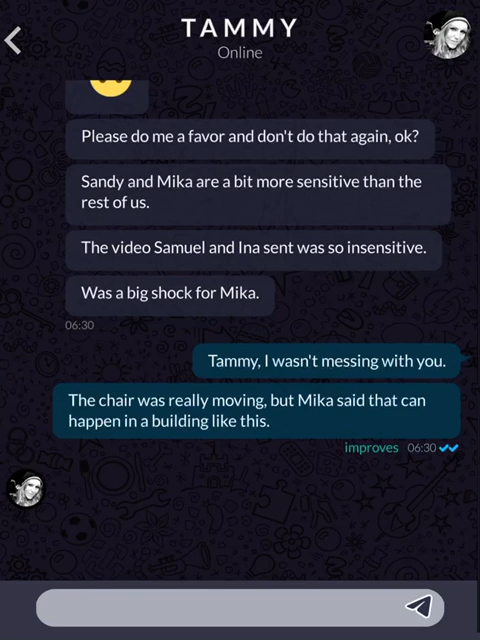 TAMMY
Online
Please do me a favor and don't do that again, ok?
Sandy and Mika are a bit more sensitive than the
rest of us.
The video Samuel and Ina sent was so insensitive.
Was a big shock for Mika.
06:30
Tammy, I wasn't messing with you.
The chair was really moving, but Mika said that can
happen in a building like this.
improves 06:30